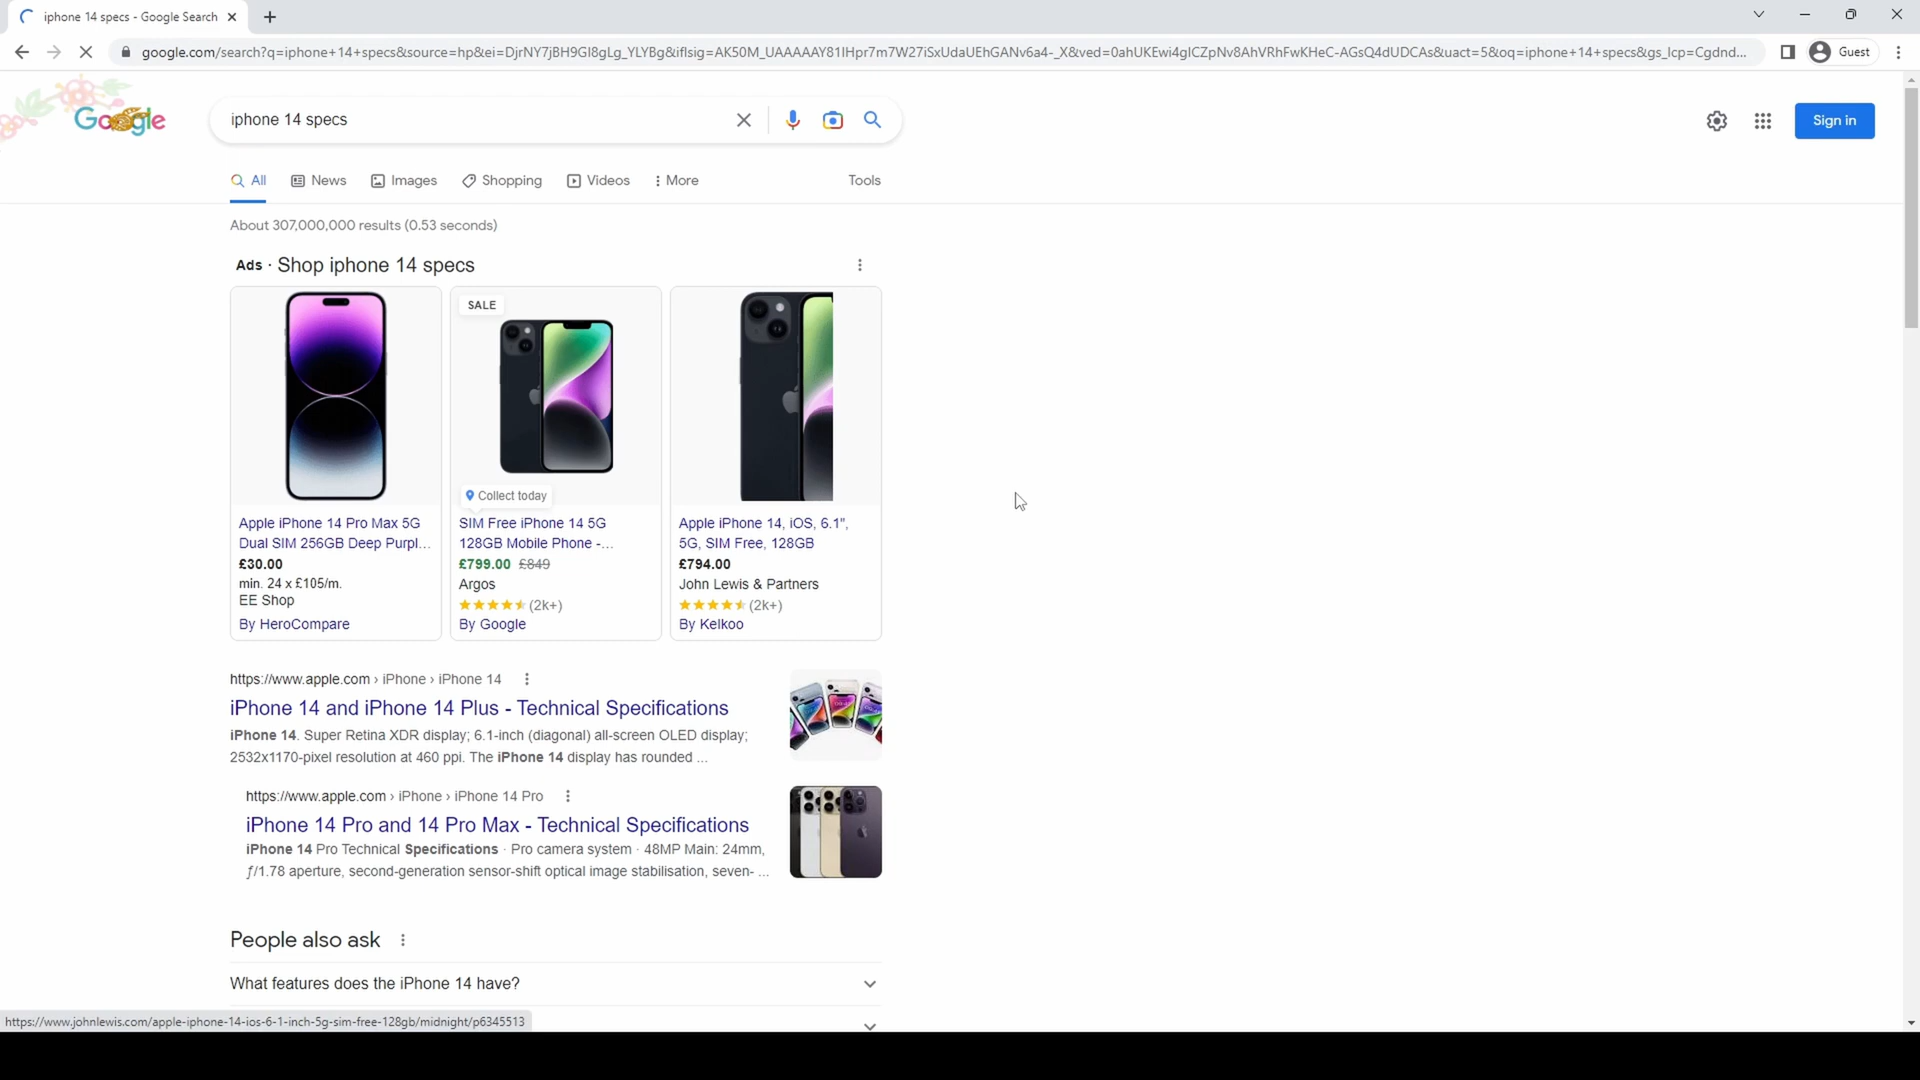 iphone 14 specs - Google Search
google.com/search?q=iphone+14+specs&source=hp&ei=DjrNY7jBH9Gl8gLg_YLYBg&iflsig=AK50M_UAAAAAY81IHpr7m7W27iSxUdaUEhGANv6a4-_X&ved=0ahUKEwi4gICZpNv8AhVRhFwKHeC-AGsQ4dUDCAs&uact=5&oq=iphone+14+specs&gs_lcp=Cgdnd...
Guest
Google
iphone 14 specs
Sign in
All News Images Shopping Videos More Tools
About 307,000,000 results (0.53 seconds)
Ads · Shop iphone 14 specs
SALE
Collect today
Apple iPhone 14 Pro Max 5G
Dual SIM 256GB Deep Purpl...
£30.00
min. 24 x £105/m.
EE Shop
By HeroCompare
SIM Free iPhone 14 5G
128GB Mobile Phone -...
£799.00 £849
Argos
(2k+)
By Google
Apple iPhone 14, iOS, 6.1",
5G, SIM Free, 128GB
£794.00
John Lewis & Partners
(2k+)
By Kelkoo
https://www.apple.com › iPhone › iPhone 14
iPhone 14 and iPhone 14 Plus - Technical Specifications
iPhone 14. Super Retina XDR display; 6.1-inch (diagonal) all-screen OLED display;
2532x1170-pixel resolution at 460 ppi. The iPhone 14 display has rounded ...
https://www.apple.com › iPhone › iPhone 14 Pro
iPhone 14 Pro and 14 Pro Max - Technical Specifications
iPhone 14 Pro Technical Specifications · Pro camera system · 48MP Main: 24mm,
ƒ/1.78 aperture, second-generation sensor-shift optical image stabilisation, seven- ...
People also ask
What features does the iPhone 14 have?
https://www.johnlewis.com/apple-iphone-14-ios-6-1-inch-5g-sim-free-128gb/midnight/p6345513